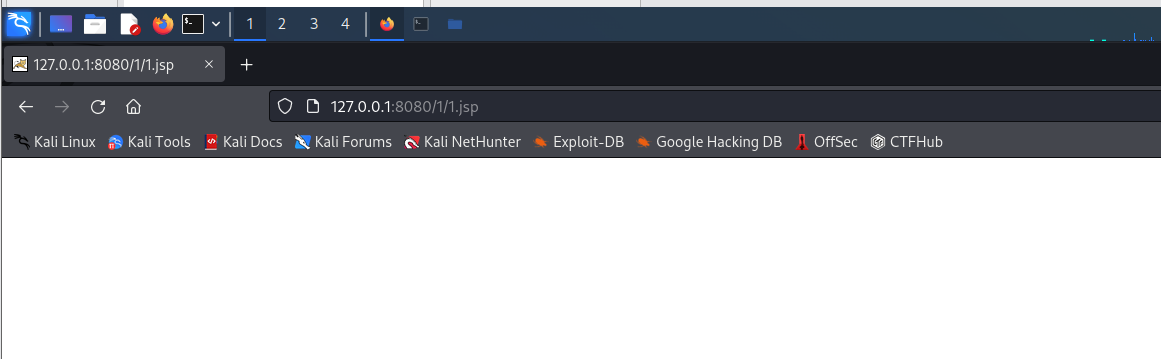 1 2 3 4
127.0.0.1:8080/1/1.jsp
127.0.0.1:8080/1/1.jsp
Kali Linux Kali Tools Kali Docs Kali Forums Kali NetHunter Exploit-DB Google Hacking DB OffSec CTFHub